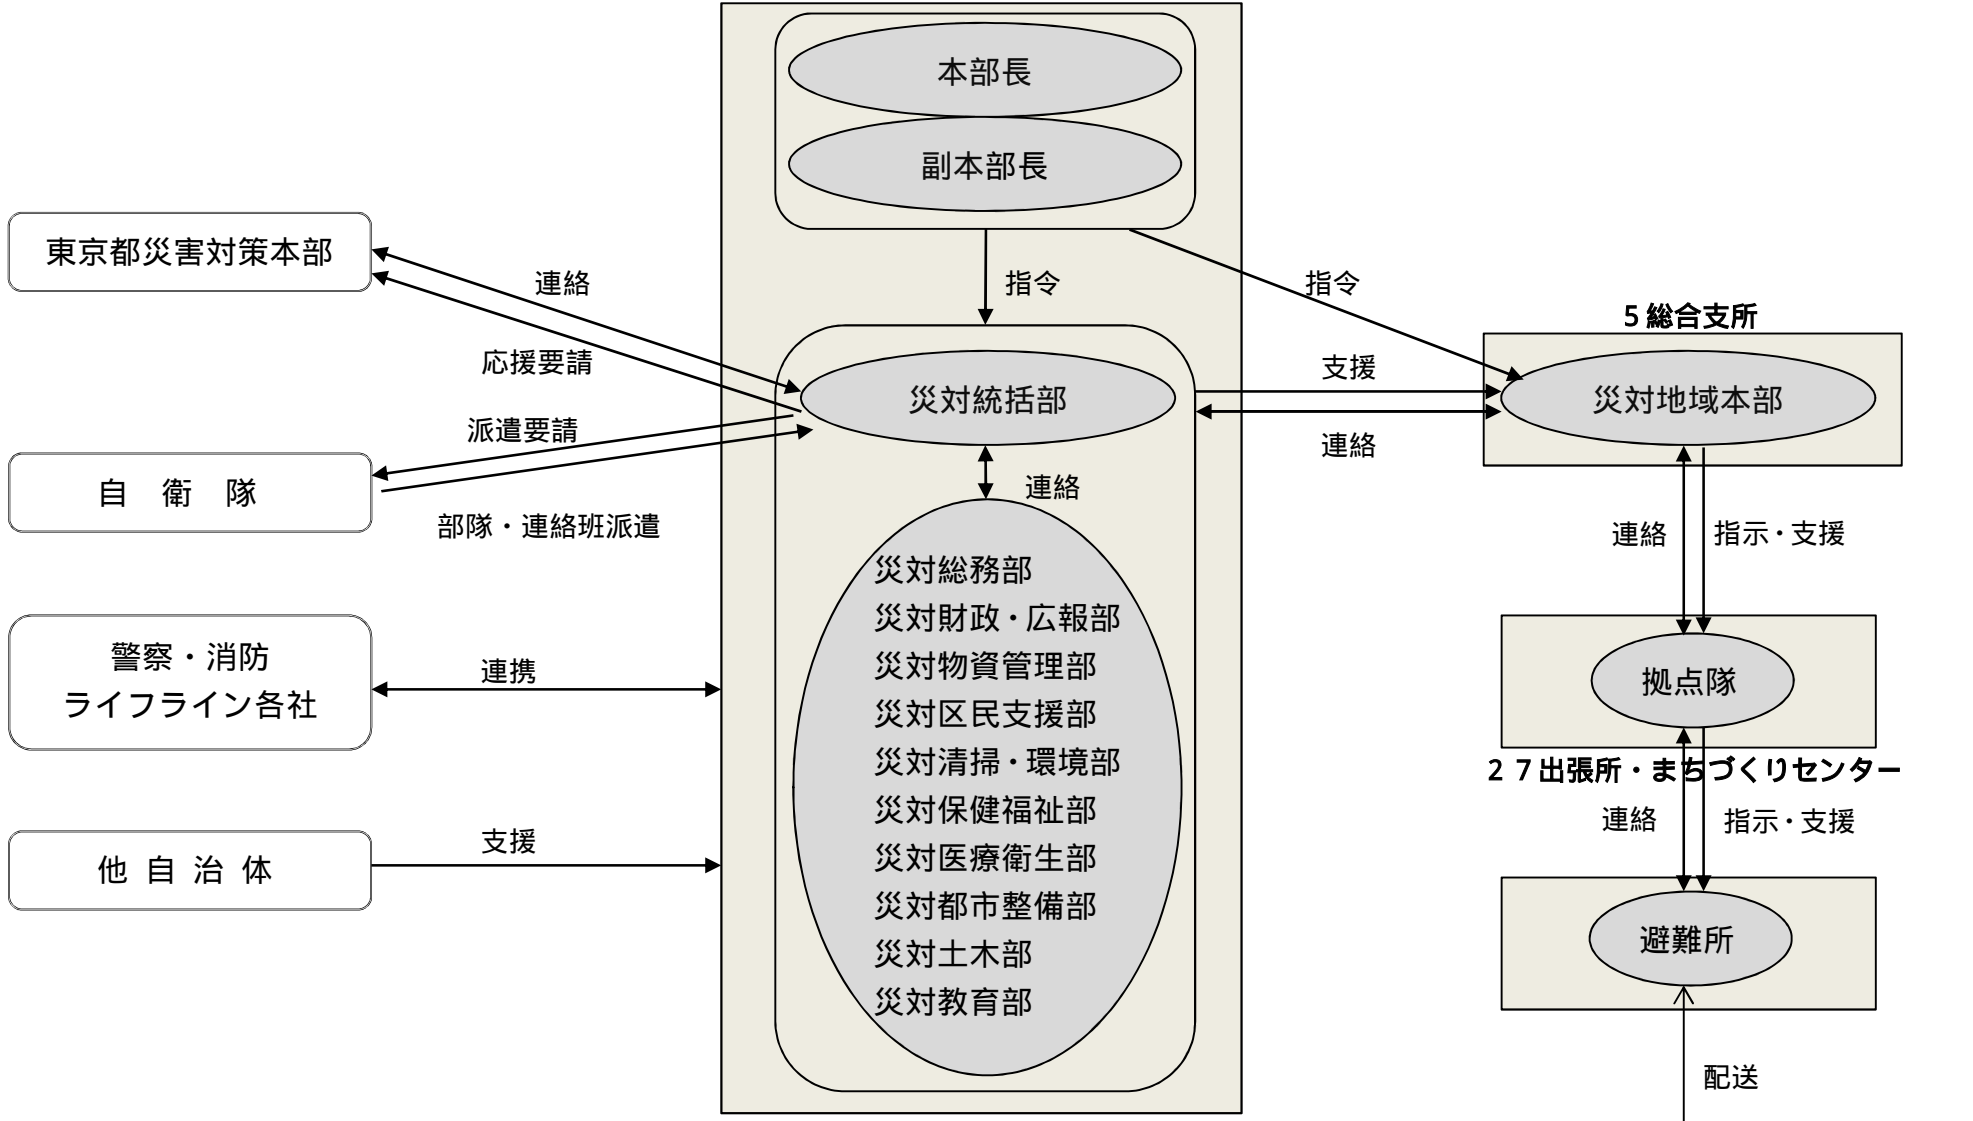 本部長
副本部長
東京都災害対策本部
連絡
指令
指令
5総合支所
応援要請
支援
災対統括部
災対地域本部
派遣要請
連絡
自 衛 隊
連絡
部隊・連絡班派遣
連絡
指示・支援
災対総務部
災対財政・広報部
災対物資管理部
災対区民支援部
災対清掃・環境部
災対保健福祉部
災対医療衛生部
災対都市整備部
災対土木部
災対教育部
警察・消防
ライフライン各社
連携
拠点隊
27出張所・まちづくりセンター
連絡
指示・支援
他 自 治 体
支援
避難所
配送